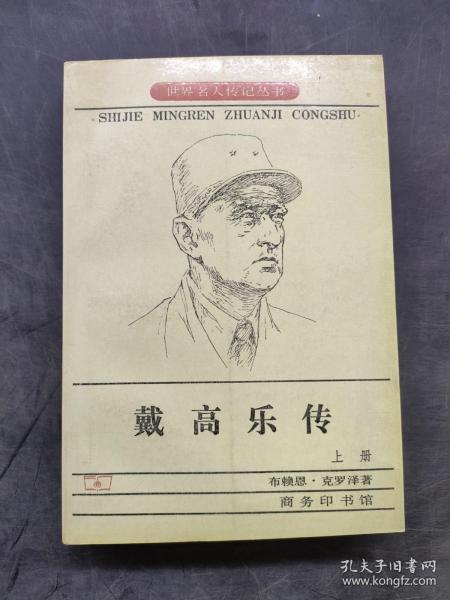 世界名人传记丛书
SHIJIE MINGREN ZHUANJI CONGSHU
戴高乐传
上册
布赖恩·克罗泽著
商务印书馆
孔夫子旧书网
www.kongfz.com